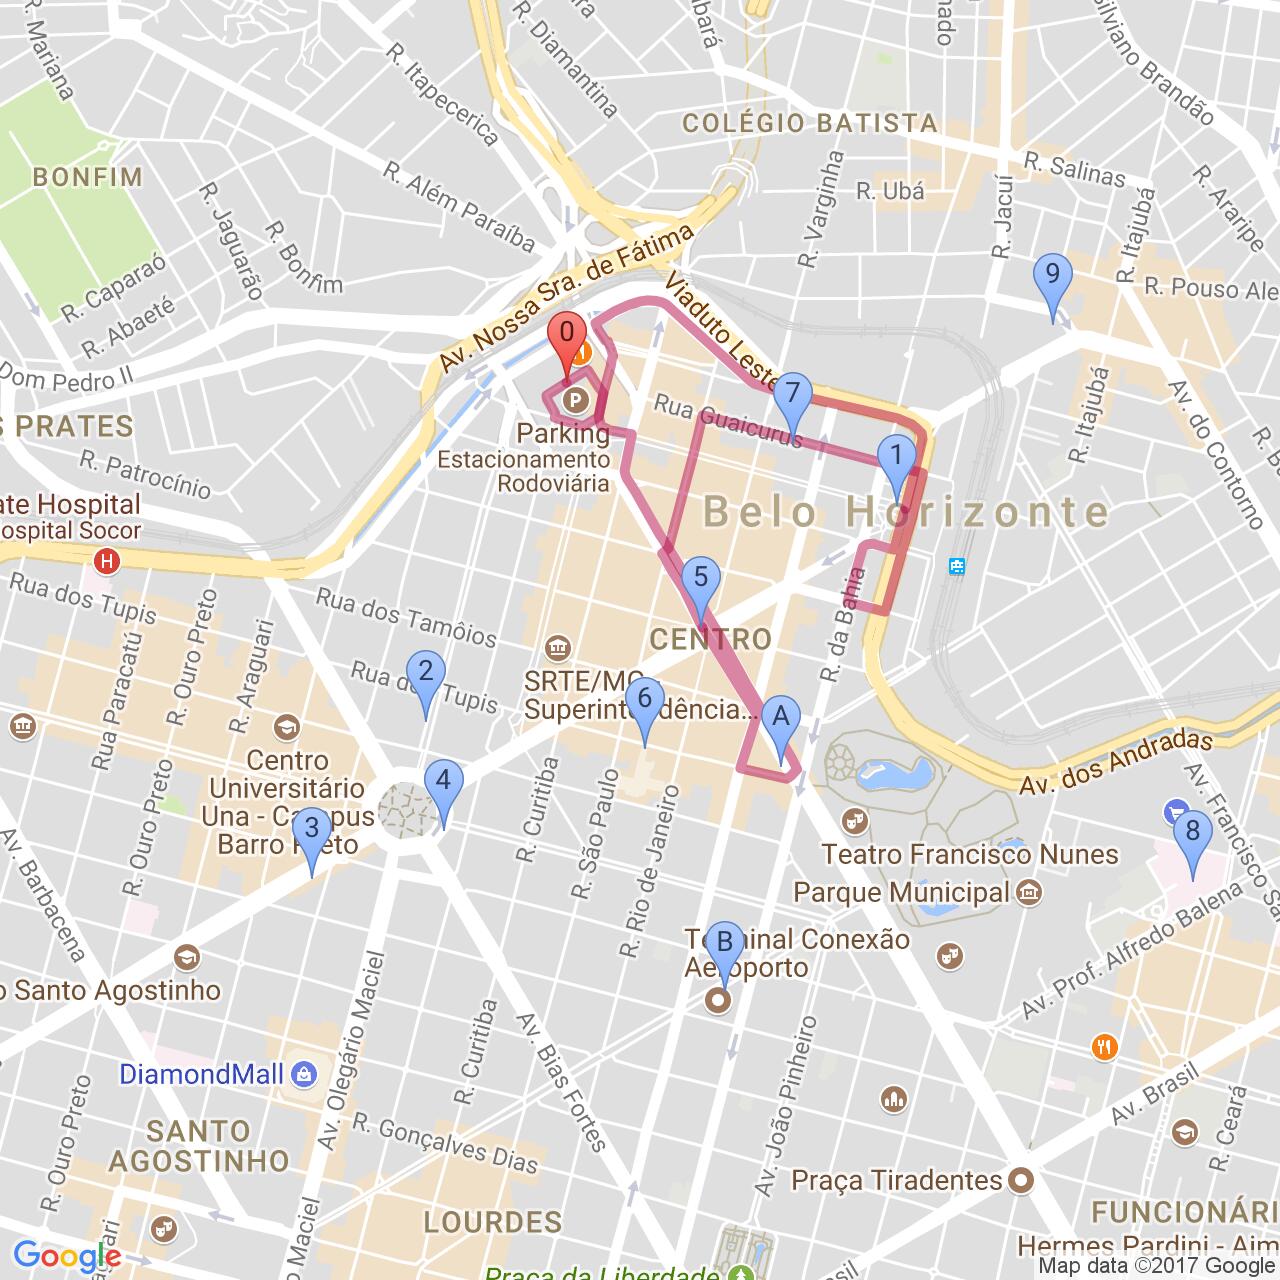 R. Mariana
R. Itapecerica
R. Diamantina
COLÉGIO BATISTA
Silviano Brandão
R. Salinas
R. Ubá
R. Jacuí
R. Varginha
R. Itajubá
R. Araripe
BONFIM
R. Jaguarão
R. Bonfim
R. Além Paraíba
R. Caparaó
R. Abaeté
Av. Nossa Sra. de Fátima
Viaduto Leste
9
R. Pouso Ale
0
Dom Pedro II
S PRATES
R. Patrocínio
P
Parking
Estacionamento
Rodoviária
Rua Guaicurus
7
1
R. Itajubá
Av. do Contorno
Belo Horizonte
ate Hospital
ospital Socor
H
Rua dos Tupis
Rua Paracatu
R. Ouro Preto
R. Araguari
Rua dos Tamôios
Rua dos Tupis
2
5
CENTRO
R. da Bahia
SRTE/MG -
Superintendência...
6
A
Av. dos Andradas
Av. Francisco Sa
Centro
Universitário
Una - Campus
Barro Preto
3
4
R. Curitiba
R. São Paulo
R. Rio de Janeiro
R. Ouro Preto
Av. Barbacena
Teatro Francisco Nunes
Parque Municipal
8
Av. Prof. Alfredo Balena
B
Terminal Conexão
Aeroporto
o Santo Agostinho
Av. Olegário Maciel
R. Curitiba
Av. Bias Fortes
Av. João Pinheiro
DiamondMall
R. Ouro Preto
SANTO
AGOSTINHO
R. Gonçalves Dias
Av. Brasil
R. Ceará
Praça Tiradentes
LOURDES
FUNCIONÁRI
Hermes Pardini - Aim
Maciel
Praça da Liberdade
Google
Map data ©2017 Google